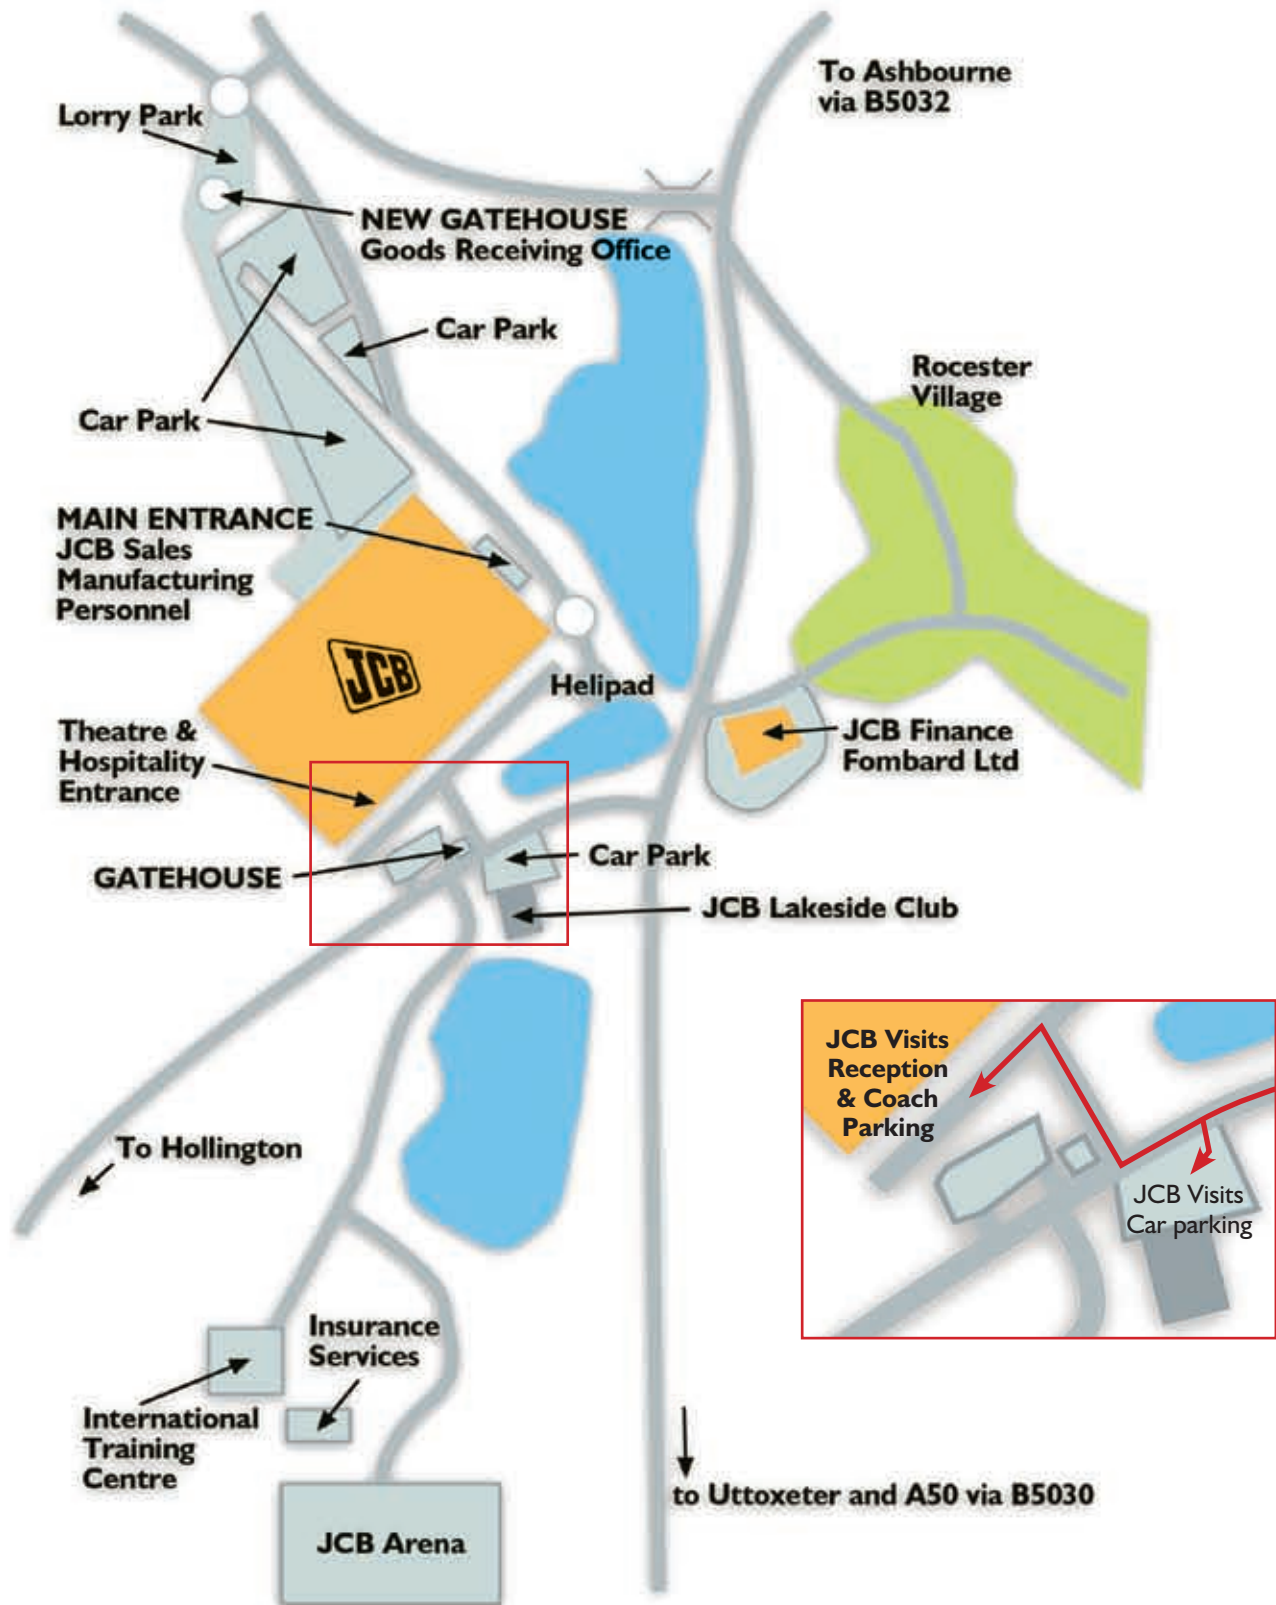 To Ashbourne
via B5032
Lorry Park
NEW GATEHOUSE
Goods Receiving Office
Car Park
Rocester
Village
Car Park
MAIN ENTRANCE
JCB Sales
Manufacturing
Personnel
JCB
Helipad
Theatre &
Hospitality
Entrance
JCB Finance
Fombard Ltd
Car Park
GATEHOUSE
JCB Lakeside Club
JCB Visits
Reception
& Coach
Parking
To Hollington
JCB Visits
Car parking
Insurance
Services
International
Training
Centre
to Uttoxeter and A50 via B5030
JCB Arena